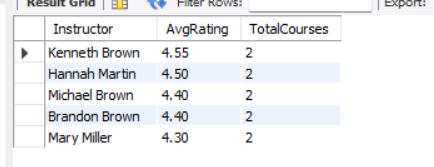 Result Grid Filter Rows: Export:
Instructor AvgRating TotalCourses
Kenneth Brown 4.55 2
Hannah Martin 4.50 2
Michael Brown 4.40 2
Brandon Brown 4.40 2
Mary Miller 4.30 2